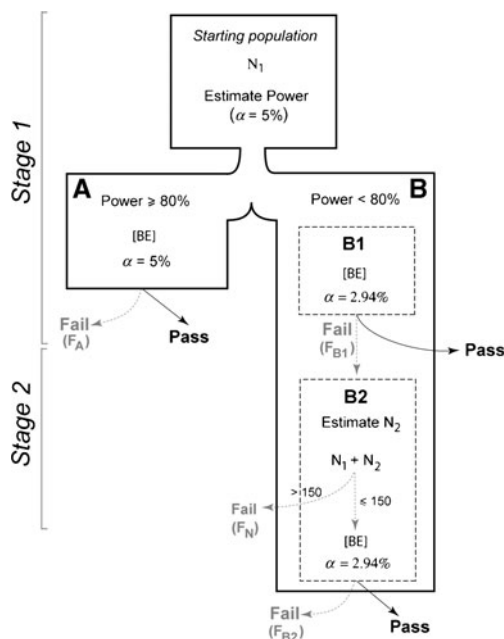 Stage 1
Starting population
N1
Estimate Power
(α = 5%)
A
Power ⩾ 80%
[BE]
α = 5%
Fail
(FA)
Pass
B
Power < 80%
B1
[BE]
α = 2.94%
Fail
(FB1)
Pass
Stage 2
B2
Estimate N2
N1 + N2
> 150
⩽ 150
Fail
(FN)
[BE]
α = 2.94%
Fail
(FB2)
Pass